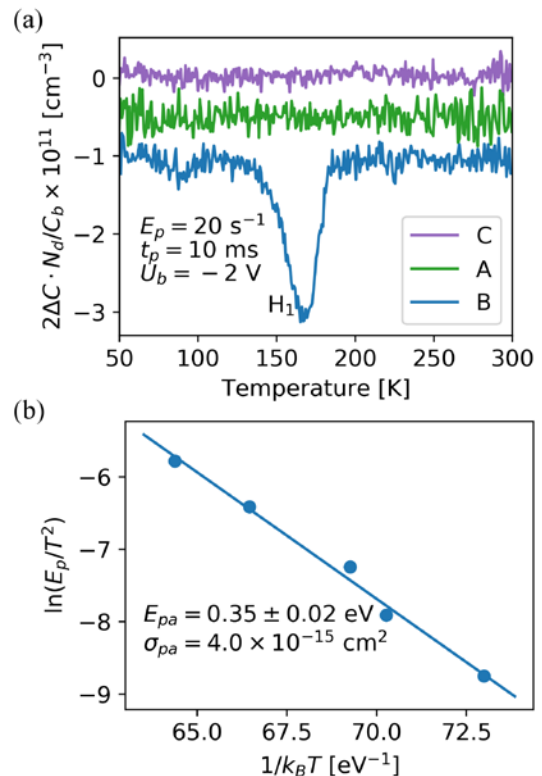 (a)
2ΔC · N_d/C_b × 10^11 [cm^−3]
0
−1
−2
−3
E_p = 20 s^−1
t_p = 10 ms
U_b = −2 V
H_1
C
A
B
50 100 150 200 250 300
Temperature [K]
(b)
ln(E_p/T^2)
−6
−7
−8
−9
E_pa = 0.35 ± 0.02 eV
σ_pa = 4.0 × 10^−15 cm^2
65.0 67.5 70.0 72.5
1/k_BT [eV^−1]